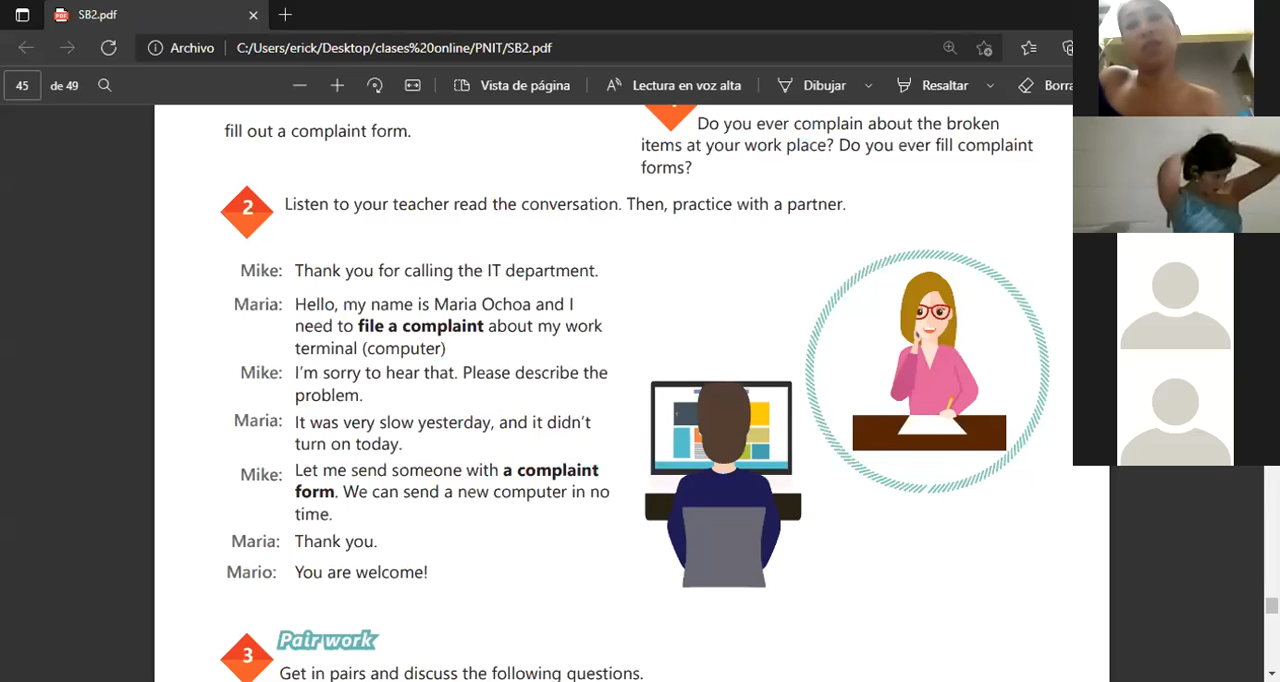 SB2.pdf
Archivo C:/Users/erick/Desktop/clases%20online/PNIT/SB2.pdf
45 de 49 Vista de página Lectura en voz alta Dibujar Resaltar Borra
fill out a complaint form.
Do you ever complain about the broken
items at your work place? Do you ever fill complaint
forms?
2 Listen to your teacher read the conversation. Then, practice with a partner.
Mike: Thank you for calling the IT department.
Maria: Hello, my name is Maria Ochoa and I
need to file a complaint about my work
terminal (computer)
Mike: I'm sorry to hear that. Please describe the
problem.
Maria: It was very slow yesterday, and it didn't
turn on today.
Mike: Let me send someone with a complaint
form. We can send a new computer in no
time.
Maria: Thank you.
Mario: You are welcome!
3 Pair work
Get in pairs and discuss the following questions.